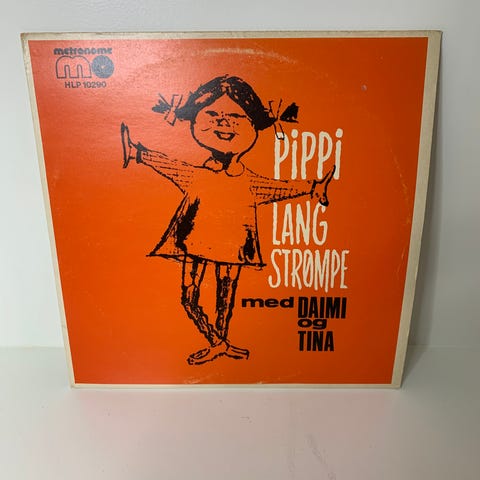 metronome
mo
HLP 10290
PiPPi
LANG
STRØMPE
med DAIMI
og
TINA